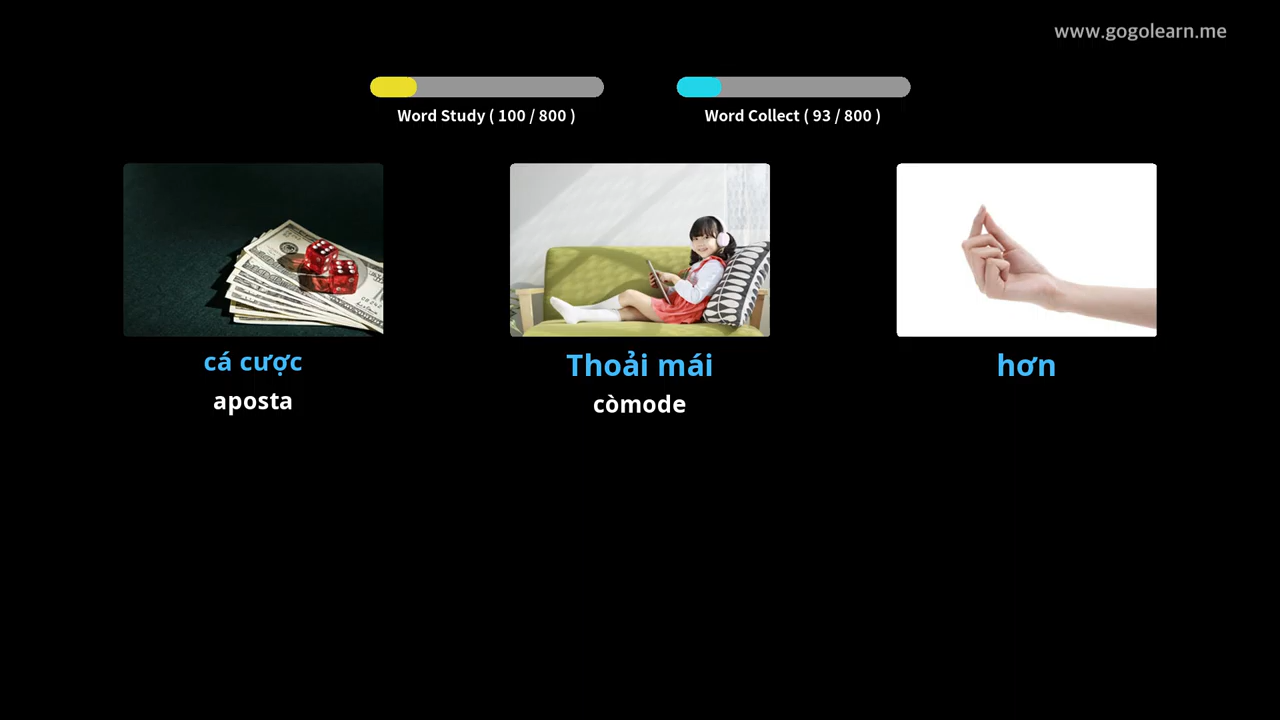 www.gogolearn.me
Word Study ( 100 / 800 )
Word Collect ( 93 / 800 )
cá cược
Thoải mái
hơn
aposta
còmode